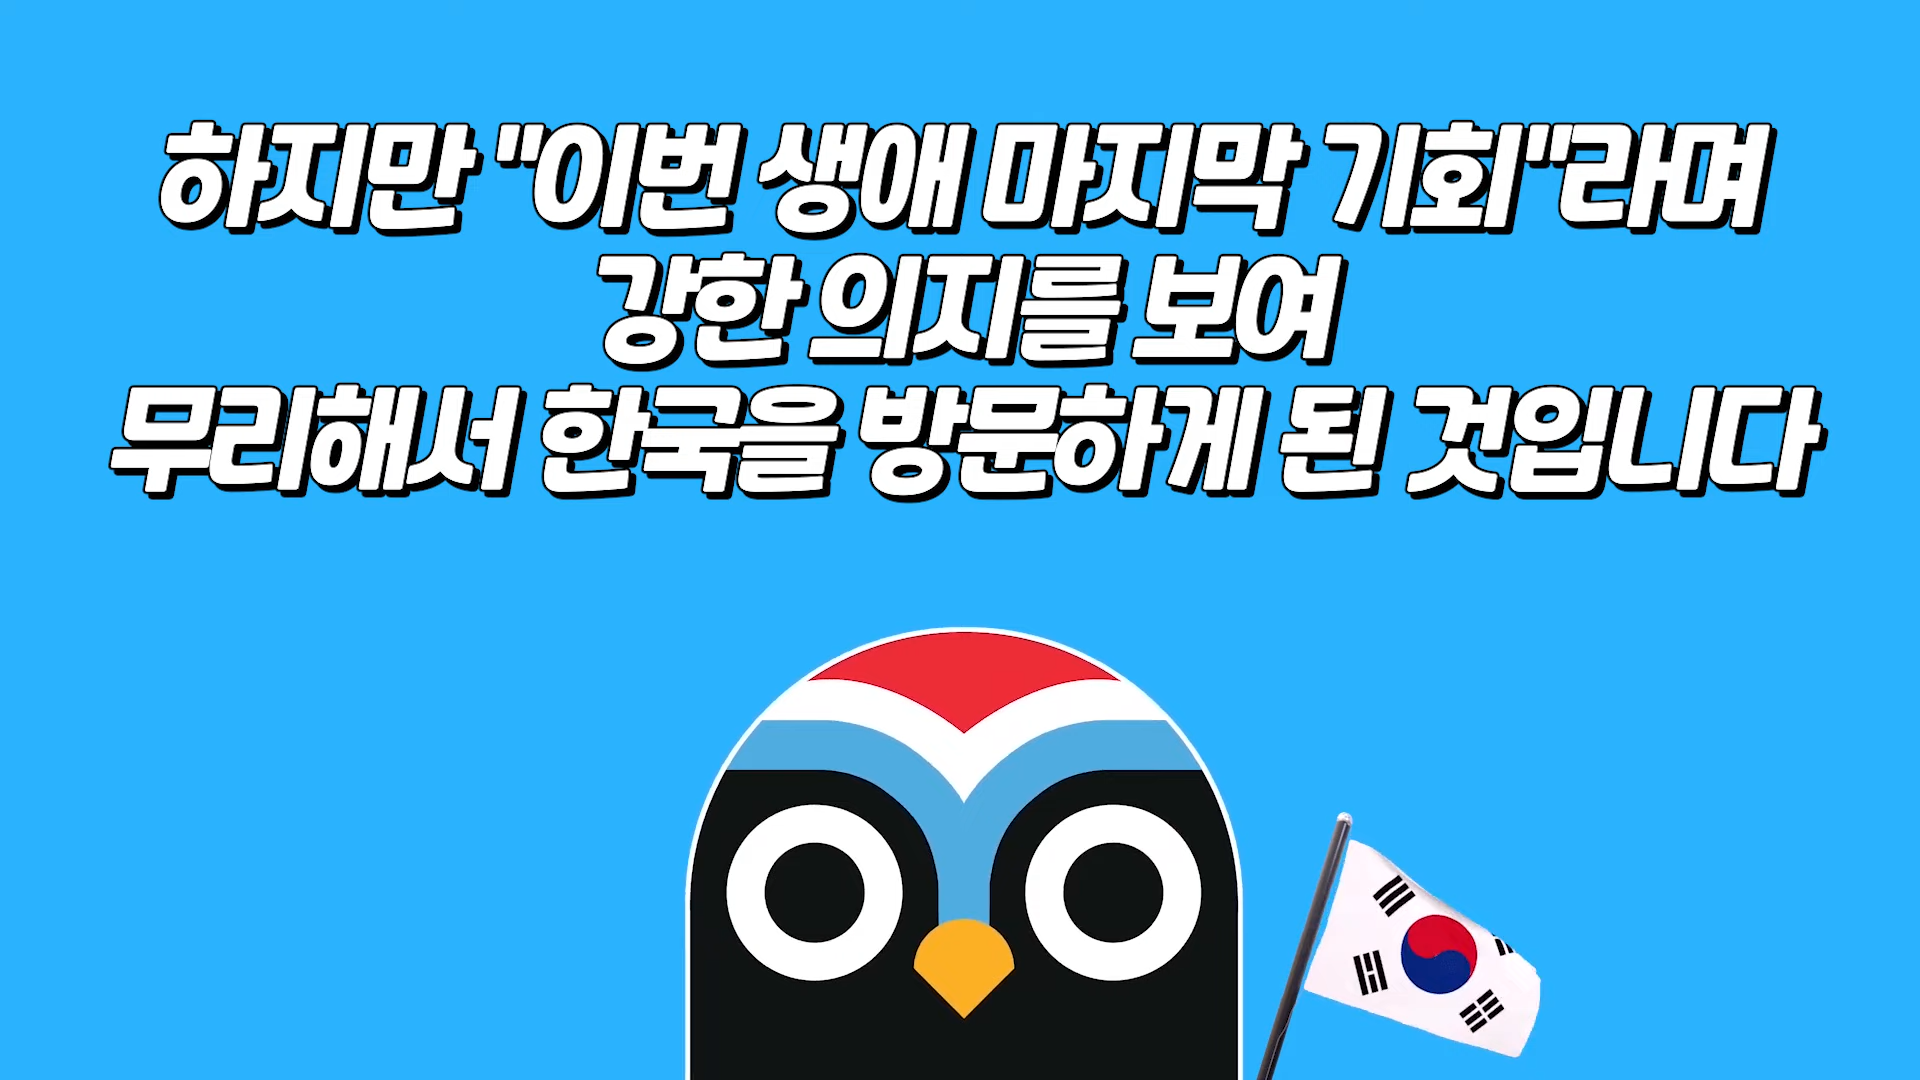 하지만 "이번 생애 마지막 기회"라며
강한 의지를 보여
무리해서 한국을 방문하게 된 것입니다